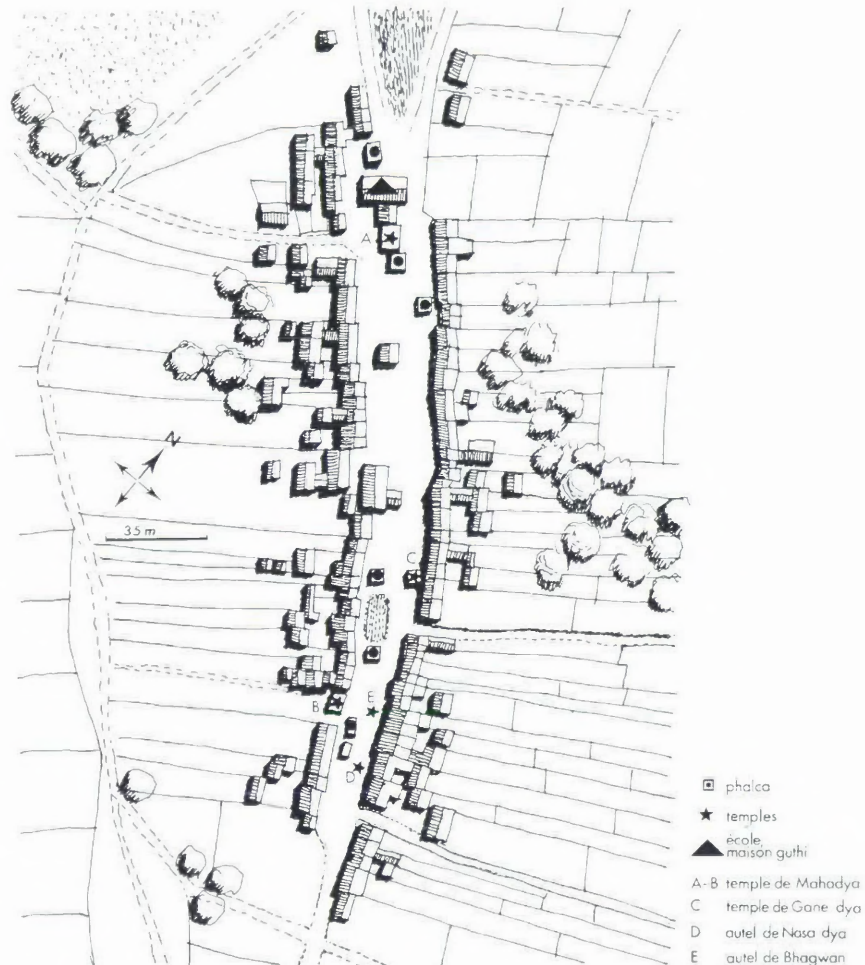 A
N
35 m
C
B
E
D
phalca
temples
école,
maison guthi
A-B temple de Mahadya
C temple de Gane dya
D autel de Nasa dya
E autel de Bhagwan